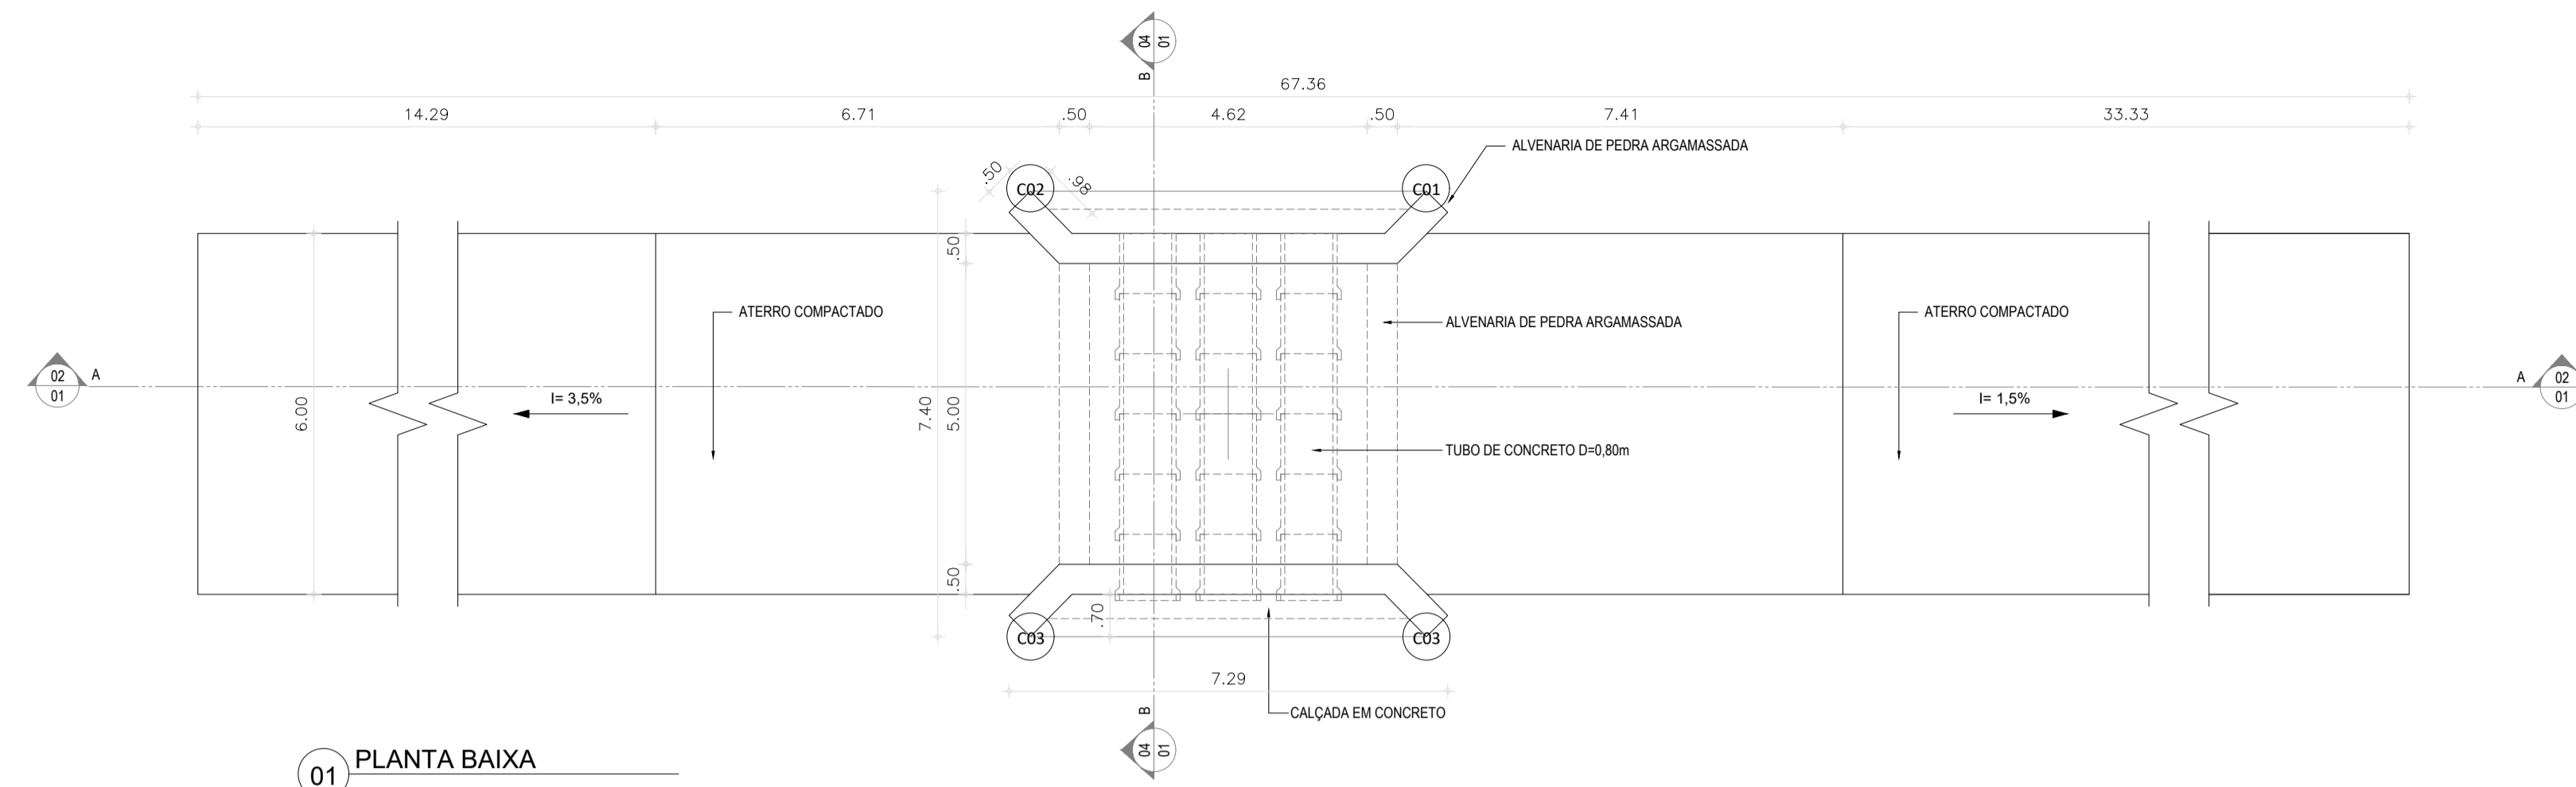 04
01
B
67.36
14.29
6.71
.50
4.62
.50
7.41
33.33
ALVENARIA DE PEDRA ARGAMASSADA
.50
.98
C02
C01
.50
ATERRO COMPACTADO
ALVENARIA DE PEDRA ARGAMASSADA
ATERRO COMPACTADO
02
01
A
I= 3,5%
I= 1,5%
A
02
01
6.00
7.40
5.00
TUBO DE CONCRETO D=0,80m
.50
.70
C03
C03
7.29
CALÇADA EM CONCRETO
B
04
01
01
PLANTA BAIXA